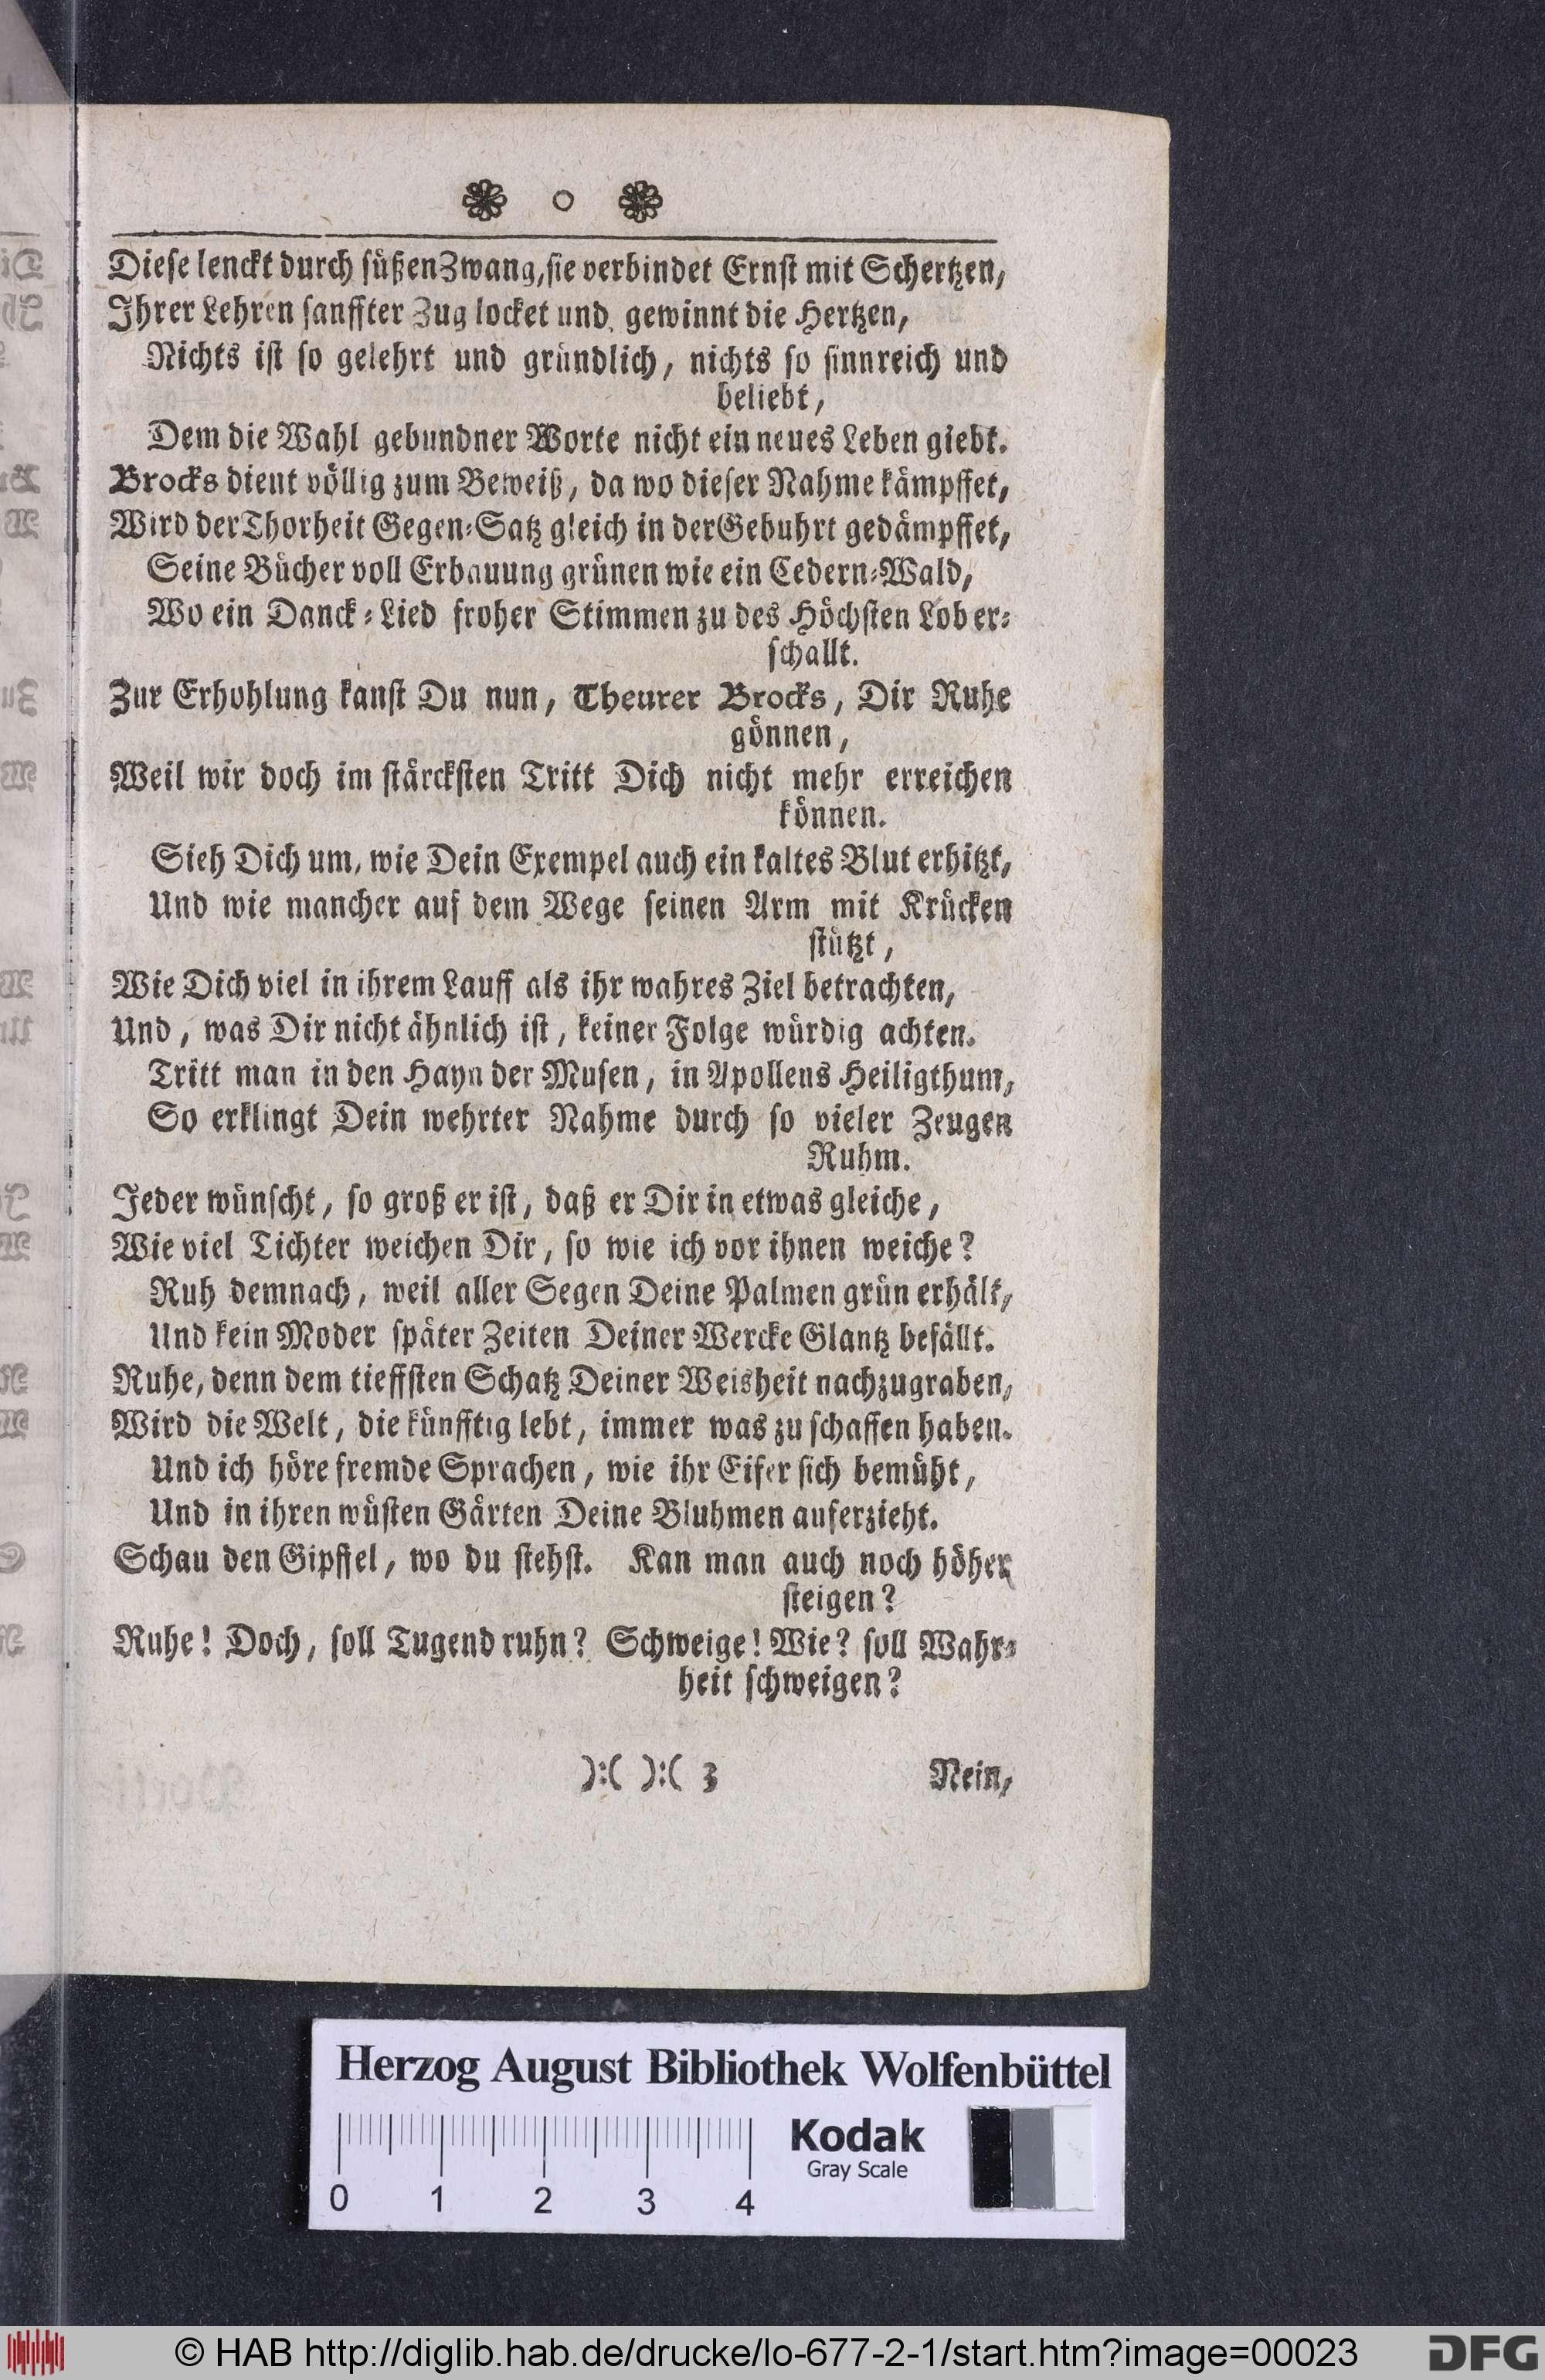 Dieſe lenckt durch ſüßen Zwang, ſie verbindet Ernſt mit Schertzen,
Ihrer Lehren ſanffter Zug locket und gewinnt die Hertzen,
Nichts iſt ſo gelehrt und gründlich, nichts ſo ſinnreich und
beliebt,
Dem die Wahl gebundner Worte nicht ein neues Leben giebt.
Brocks dient völlig zum Beweiß, da wo dieſer Nahme kämpffet,
Wird der Thorheit Gegen-Satz gleich in der Gebuhrt gedämpffet,
Seine Bücher voll Erbauung grünen wie ein Cedern-Wald,
Wo ein Danck-Lied froher Stimmen zu des Höchſten Lob er-
ſchallt.
Zur Erhohlung kanſt Du nun, Theurer Brocks, Dir Ruhe
gönnen,
Weil wir doch im ſtärckſten Tritt Dich nicht mehr erreichen
können.
Sieh Dich um, wie Dein Exempel auch ein kaltes Blut erhitzt,
Und wie mancher auf dem Wege ſeinen Arm mit Krücken
ſtützt,
Wie Dich viel in ihrem Lauff als ihr wahres Ziel betrachten,
Und, was Dir nicht ähnlich iſt, keiner Folge würdig achten.
Tritt man in den Hayn der Muſen, in Apollens Heiligthum,
So erklingt Dein wehrter Nahme durch ſo vieler Zeugen
Ruhm.
Jeder wünſcht, ſo groß er iſt, daß er Dir in etwas gleiche,
Wie viel Tichter weichen Dir, ſo wie ich vor ihnen weiche?
Ruh demnach, weil aller Segen Deine Palmen grün erhält,
Und kein Moder ſpäter Zeiten Deiner Wercke Glantz befällt.
Ruhe, denn dem tieffſten Schatz Deiner Weisheit nachzugraben,
Wird die Welt, die künfftig lebt, immer was zu ſchaffen haben.
Und ich höre fremde Sprachen, wie ihr Eifer ſich bemüht,
Und in ihren wüſten Gärten Deine Bluhmen auferzieht.
Schau den Gipffel, wo du ſtehſt. Kan man auch noch höher
ſteigen?
Ruhe! Doch, ſoll Tugend ruhn? Schweige! Wie? ſoll Wahr-
heit ſchweigen?
):( ):( 3 Nein,
Herzog August Bibliothek Wolfenbüttel
Kodak
Gray Scale
0 1 2 3 4
© HAB http://diglib.hab.de/drucke/lo-677-2-1/start.htm?image=00023
DFG